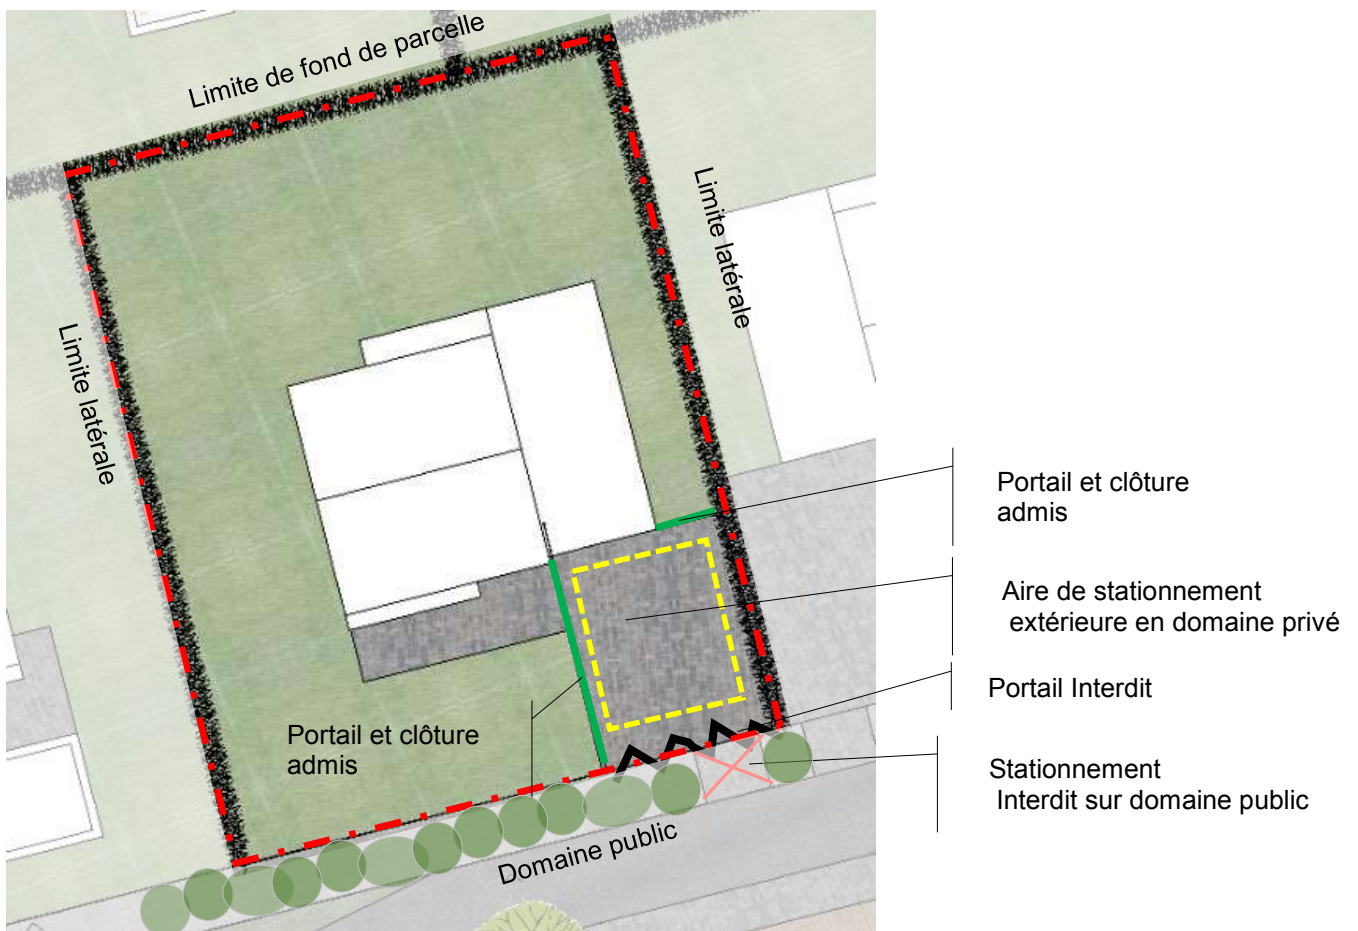 Limite de fond de parcelle
Limite latérale
Limite latérale
Portail et clôture
admis
Aire de stationnement
extérieure en domaine privé
Portail Interdit
Portail et clôture
admis
Stationnement
Interdit sur domaine public
Domaine public